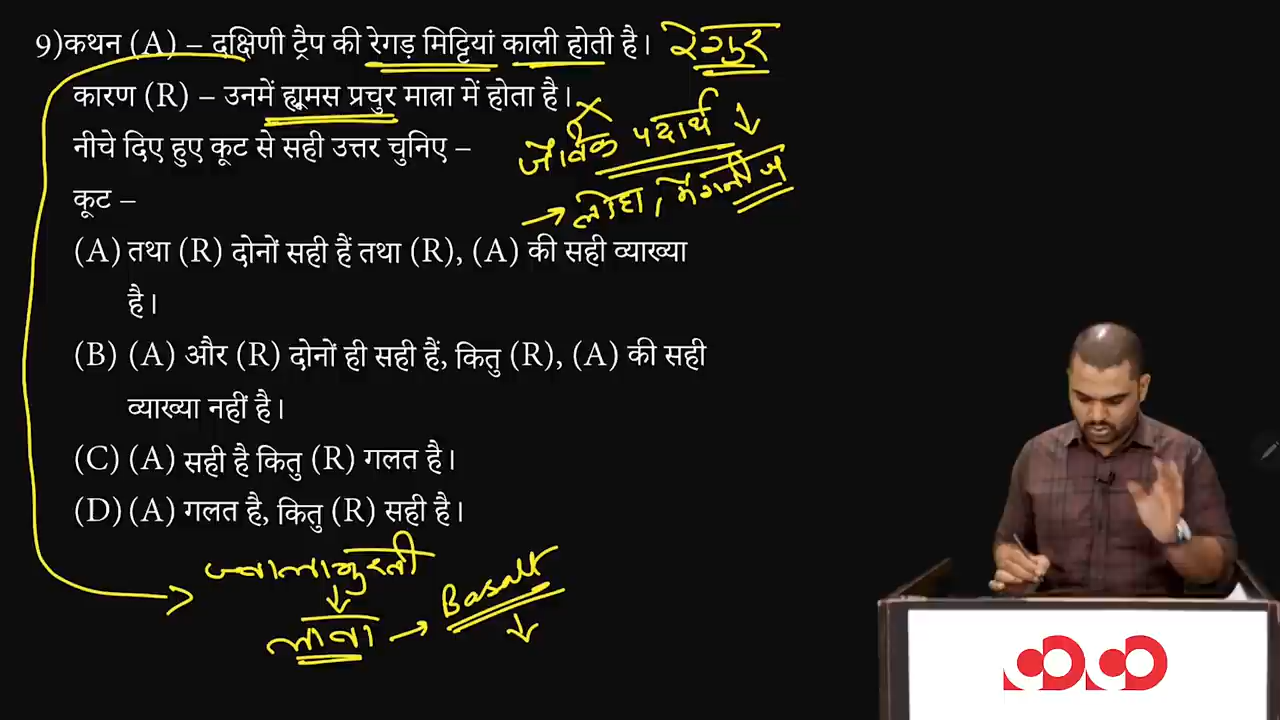 9)कथन (A) – दक्षिणी ट्रैप की रेगड़ मिट्टियां काली होती है। रेगुर
कारण (R) – उनमें ह्यूमस प्रचुर मात्रा में होता है।
जैविक पदार्थ ↓
नीचे दिए हुए कूट से सही उत्तर चुनिए –
→ लोहा, मैगनीज
कूट –
(A) तथा (R) दोनों सही हैं तथा (R), (A) की सही व्याख्या
है।
(B) (A) और (R) दोनों ही सही हैं, कितु (R), (A) की सही
व्याख्या नहीं है।
(C) (A) सही है कितु (R) गलत है।
(D) (A) गलत है, कितु (R) सही है।
↓
लावा → Basalt
↓